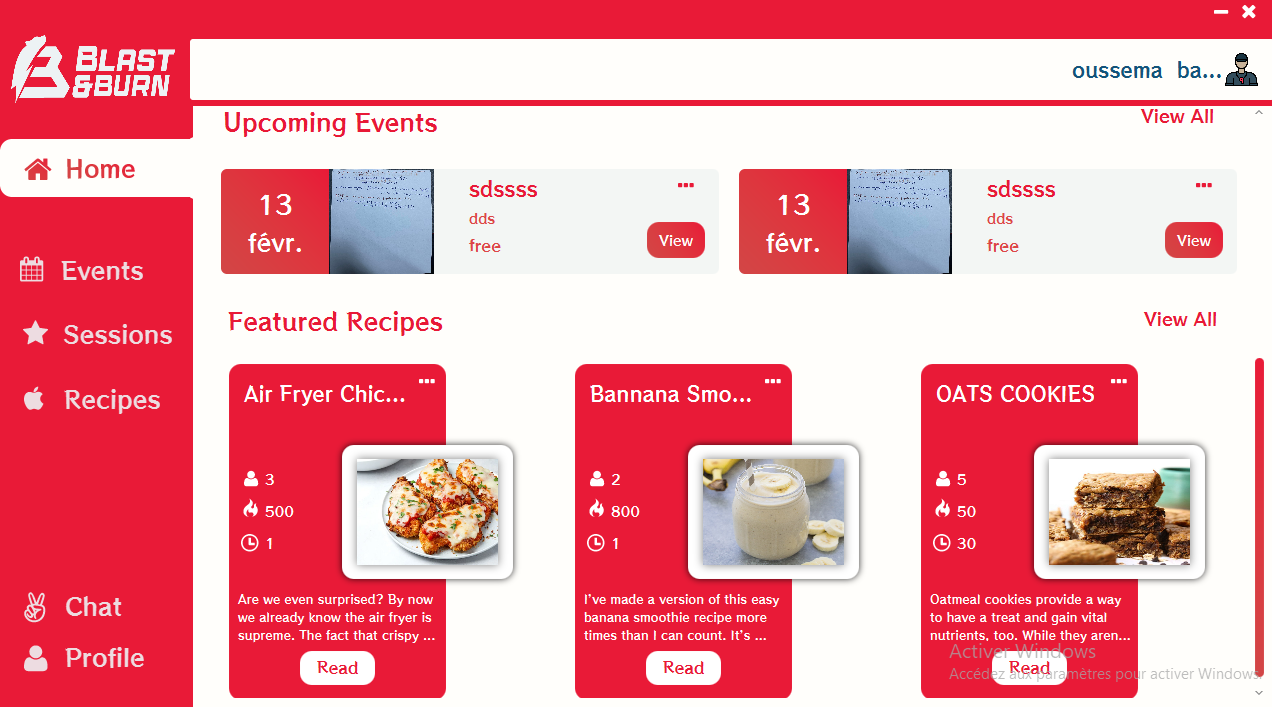 BLAST
&BURN
oussema ba...
Home
Events
Sessions
Recipes
Chat
Profile
Upcoming Events
View All
13
févr.
sdssss
dds
free
View
13
févr.
sdssss
dds
free
View
Featured Recipes
View All
Air Fryer Chic...
3
500
1
Are we even surprised? By now
we already know the air fryer is
supreme. The fact that crispy ...
Read
Bannana Smo...
2
800
1
I've made a version of this easy
banana smoothie recipe more
times than I can count. It's ...
Read
OATS COOKIES
5
50
30
Oatmeal cookies provide a way
to have a treat and gain vital
nutrients, too. While they aren...
Read
Activer Windows
Accédez aux paramètres pour activer Windows.